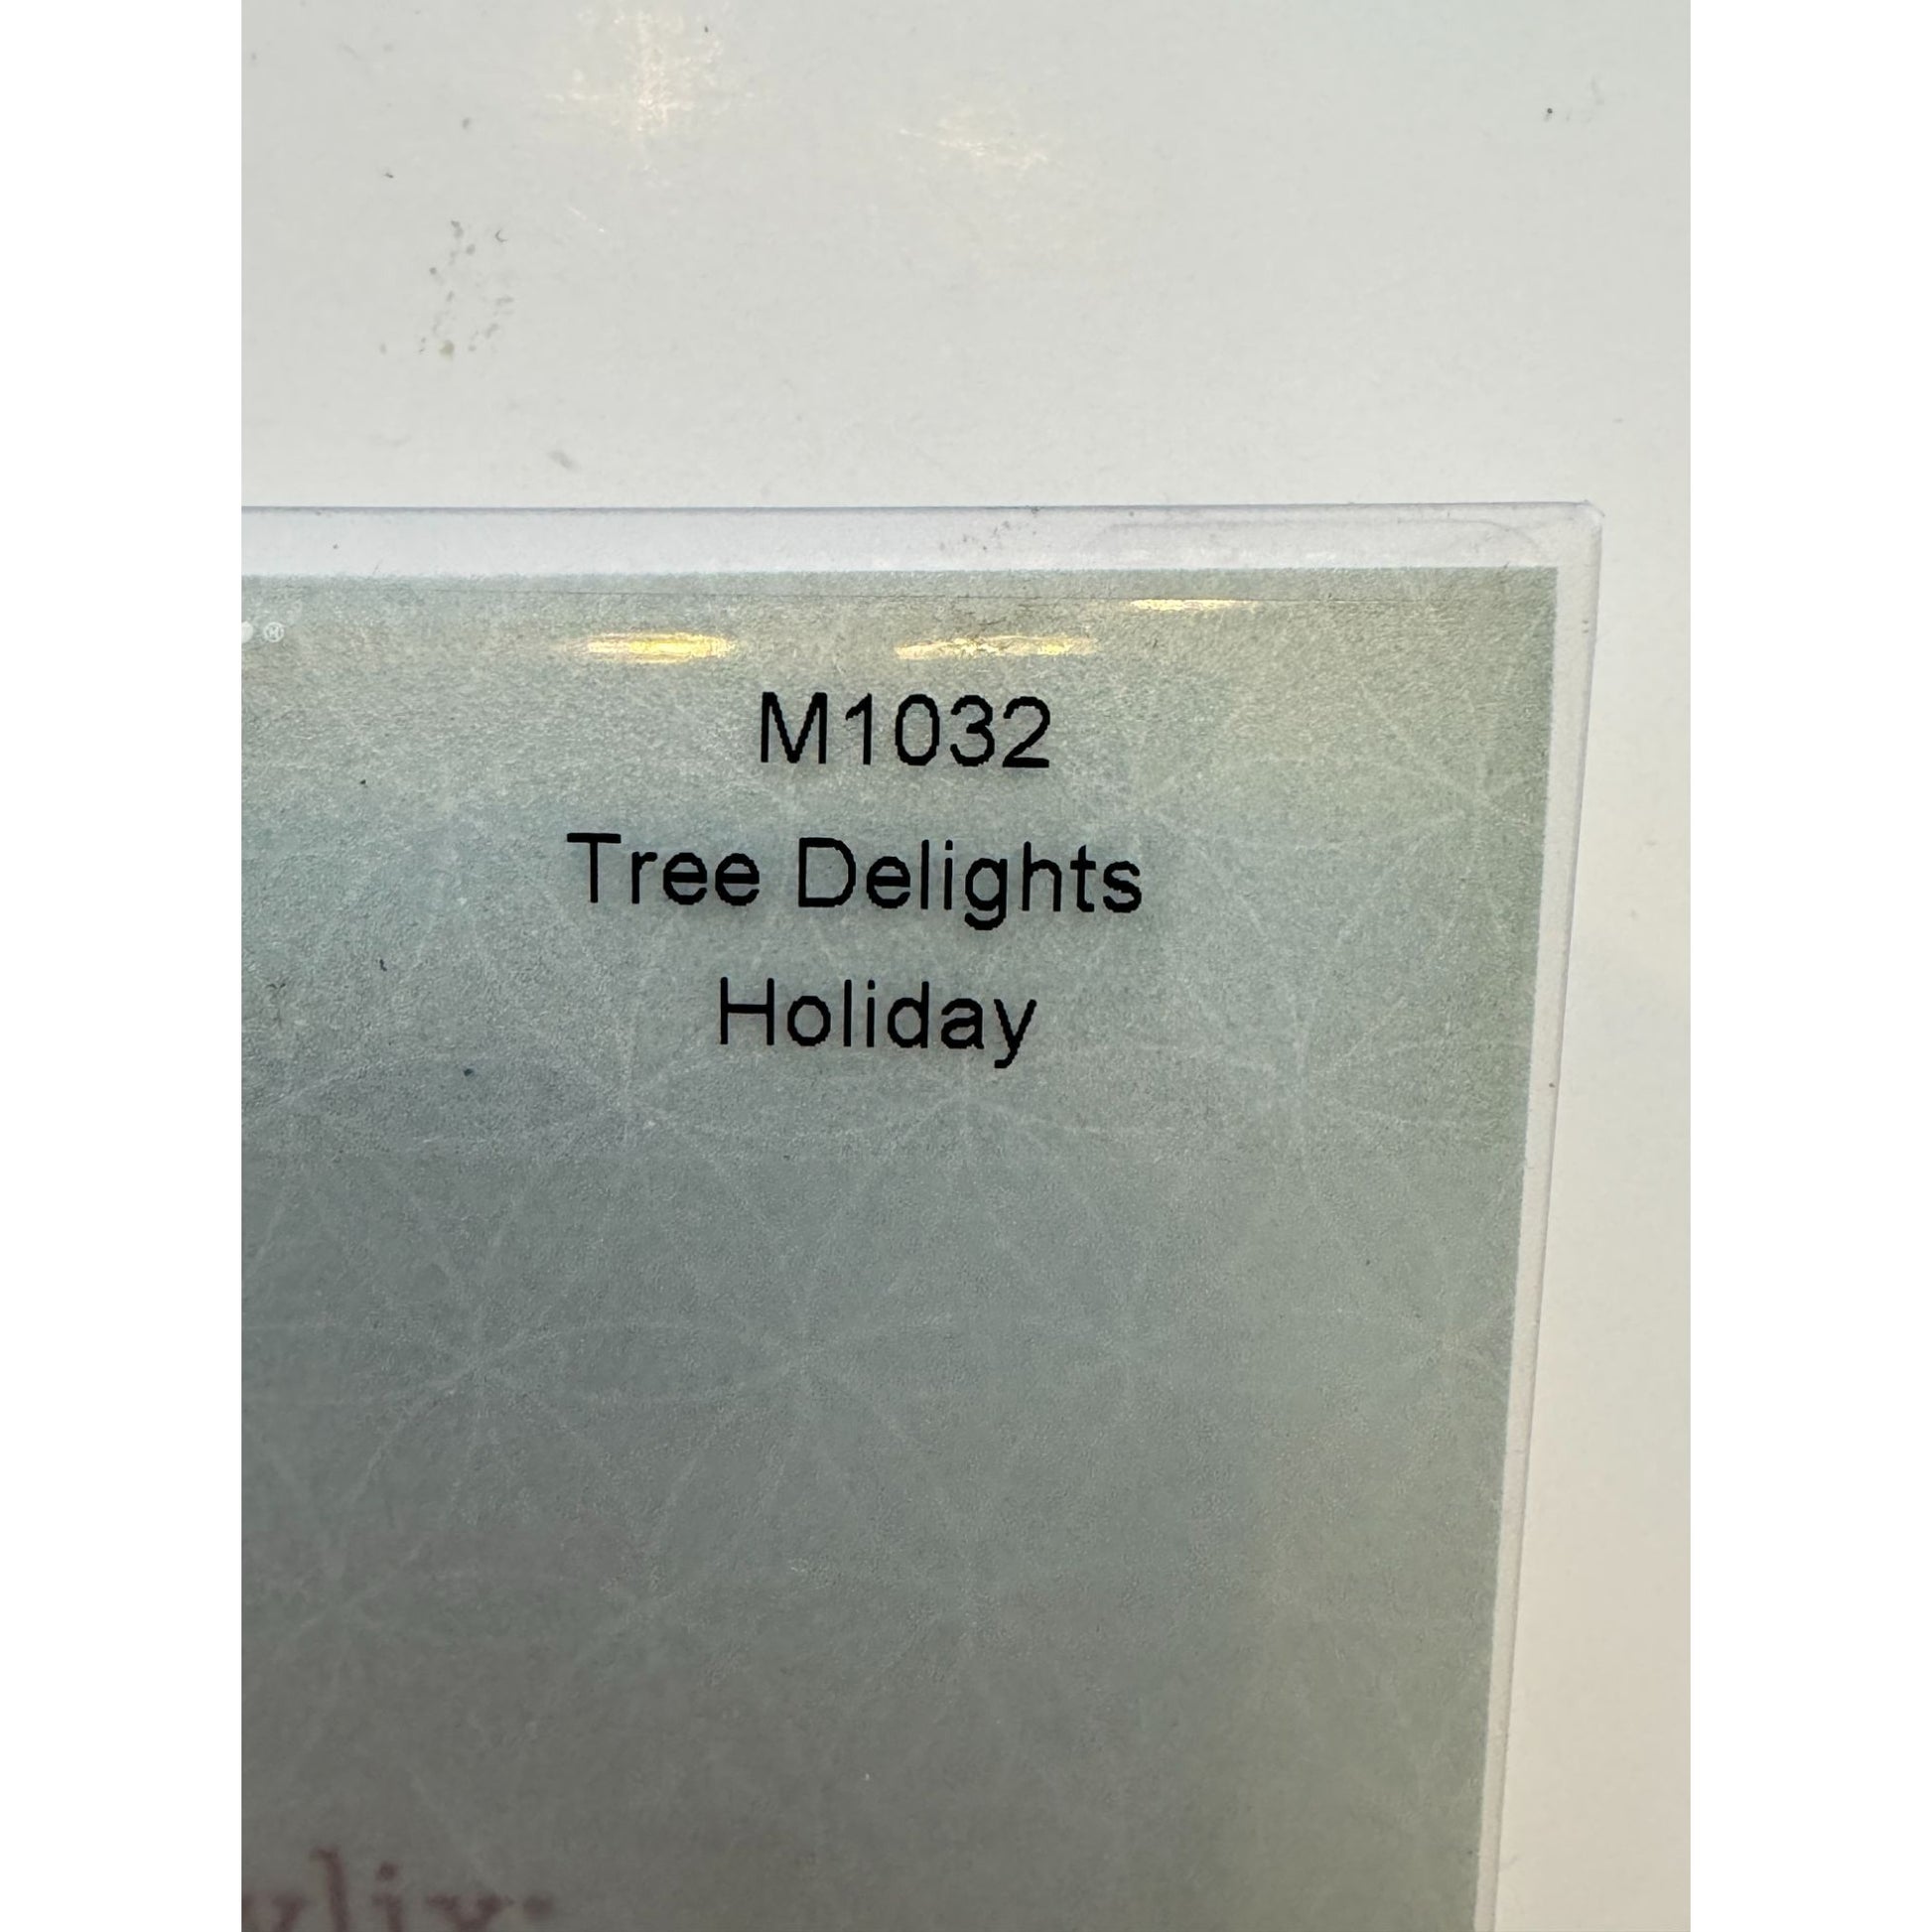 ®
M1032
Tree Delights
Holiday